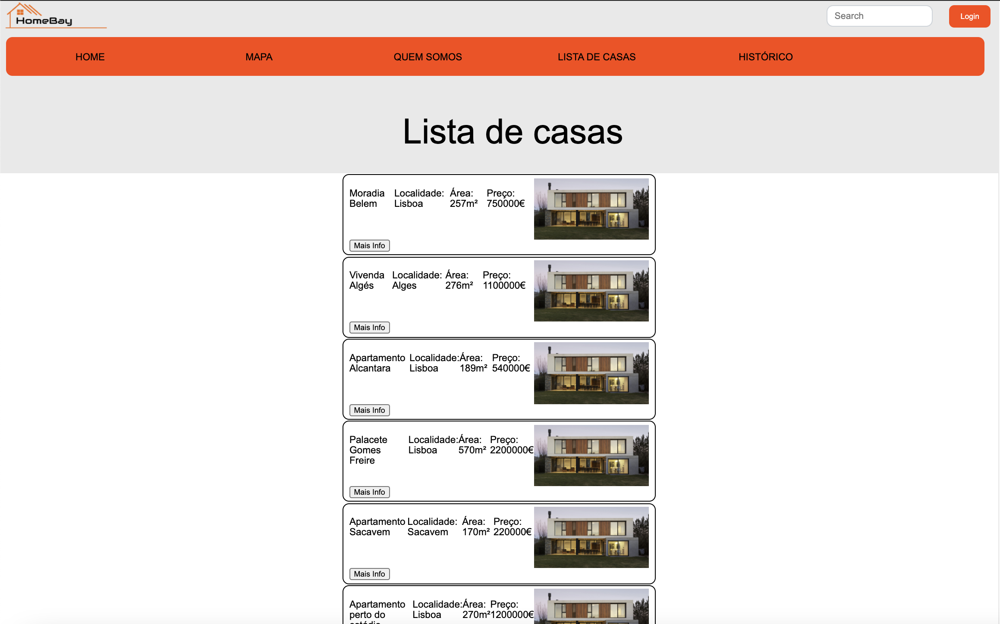 HomeBay
Search
Login
HOME
MAPA
QUEM SOMOS
LISTA DE CASAS
HISTÓRICO
Lista de casas
Moradia
Belem
Localidade:
Lisboa
Área:
257m²
Preço:
750000€
Mais Info
Vivenda
Algés
Localidade:
Alges
Área:
276m²
Preço:
1100000€
Mais Info
Apartamento
Alcantara
Localidade:
Lisboa
Área:
189m²
Preço:
540000€
Mais Info
Palacete
Gomes
Freire
Localidade:
Lisboa
Área:
570m²
Preço:
2200000€
Mais Info
Apartamento
Sacavem
Localidade:
Sacavem
Área:
170m²
Preço:
220000€
Mais Info
Apartamento
perto do
Localidade:
Lisboa
Área:
270m²
Preço:
1200000€